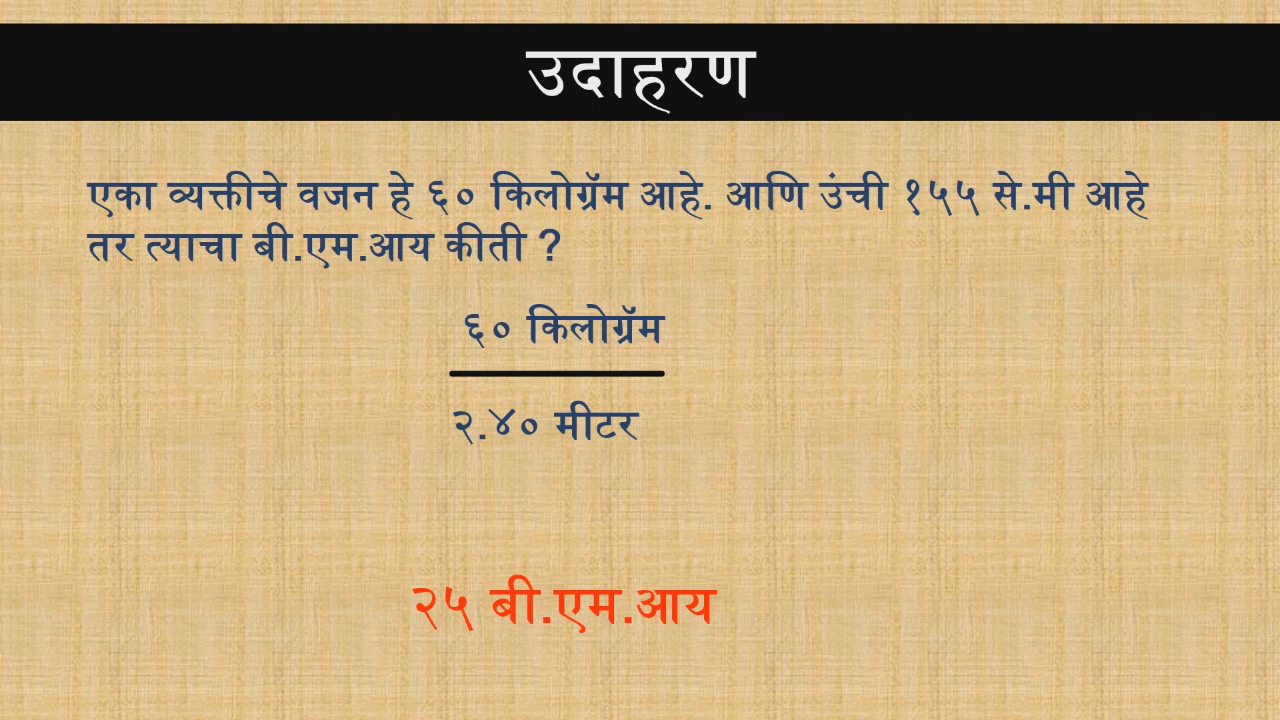 उदाहरण
एका व्यक्तीचे वजन हे ६० किलोग्रॅम आहे. आणि उंची १५५ से.मी आहे
तर त्याचा बी.एम.आय कीती ?
६० किलोग्रॅम
२.४० मीटर
२५ बी.एम.आय